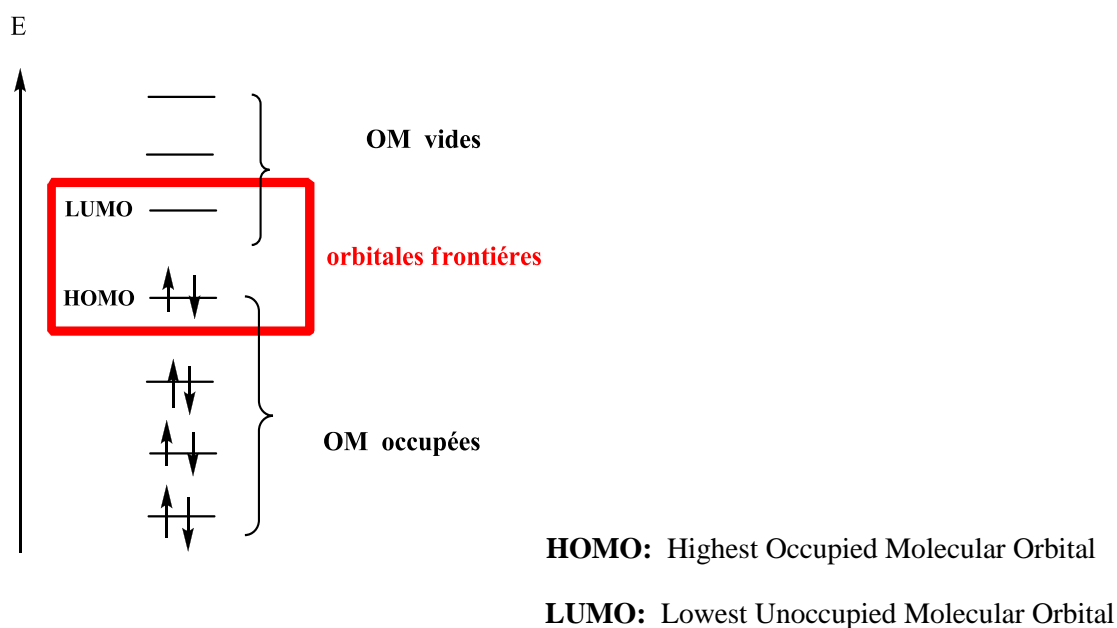 E
OM vides
LUMO
orbitales frontiéres
HOMO
OM occupées
HOMO: Highest Occupied Molecular Orbital
LUMO: Lowest Unoccupied Molecular Orbital